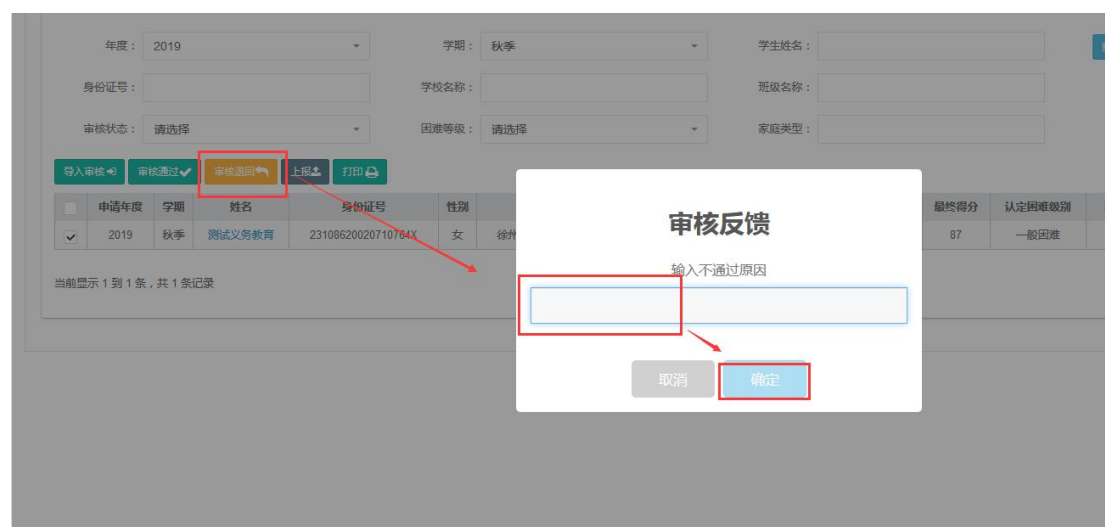 年度： 2019 学期： 秋季 学生姓名：
身份证号： 学校名称： 班级名称：
审核状态： 请选择 困难等级： 请选择 家庭类型：
导入审核 审核通过 审核退回 上报 打印
申请年度 学期 姓名 身份证号 性别 最终得分 认定困难级别
2019 秋季 测试义务教育 23108620020710764X 女 徐州 87 一般困难
当前显示 1 到 1 条，共 1 条记录
审核反馈
输入不通过原因
取消 确定